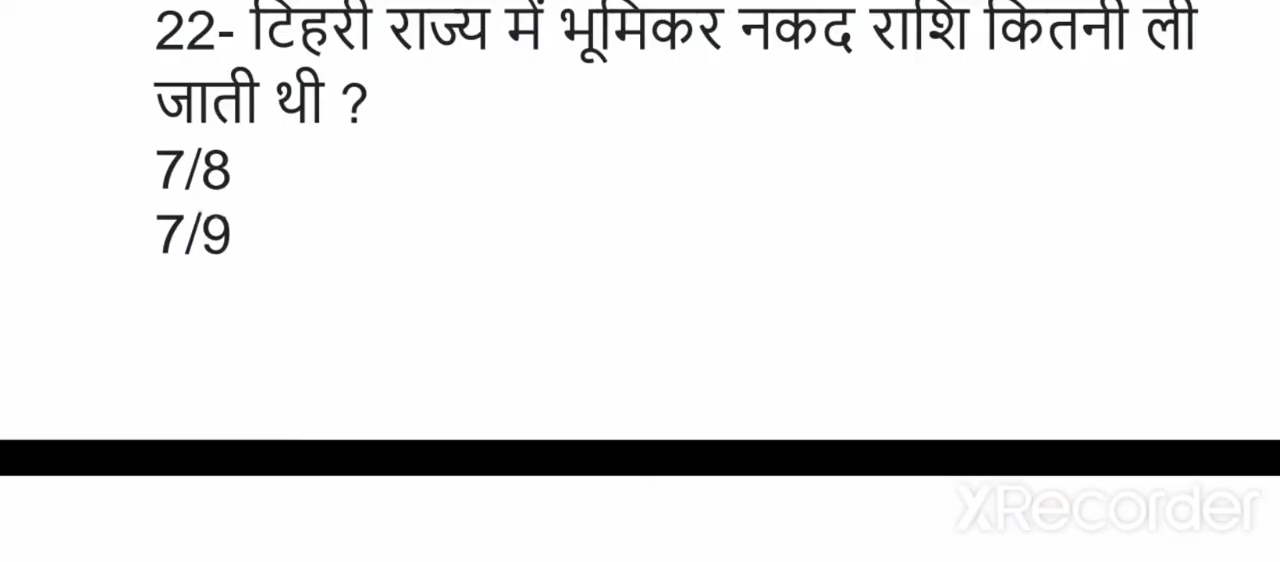 22- टिहरी राज्य में भूमिकर नकद राशि कितनी ली
जाती थी ?
7/8
7/9
XRecorder